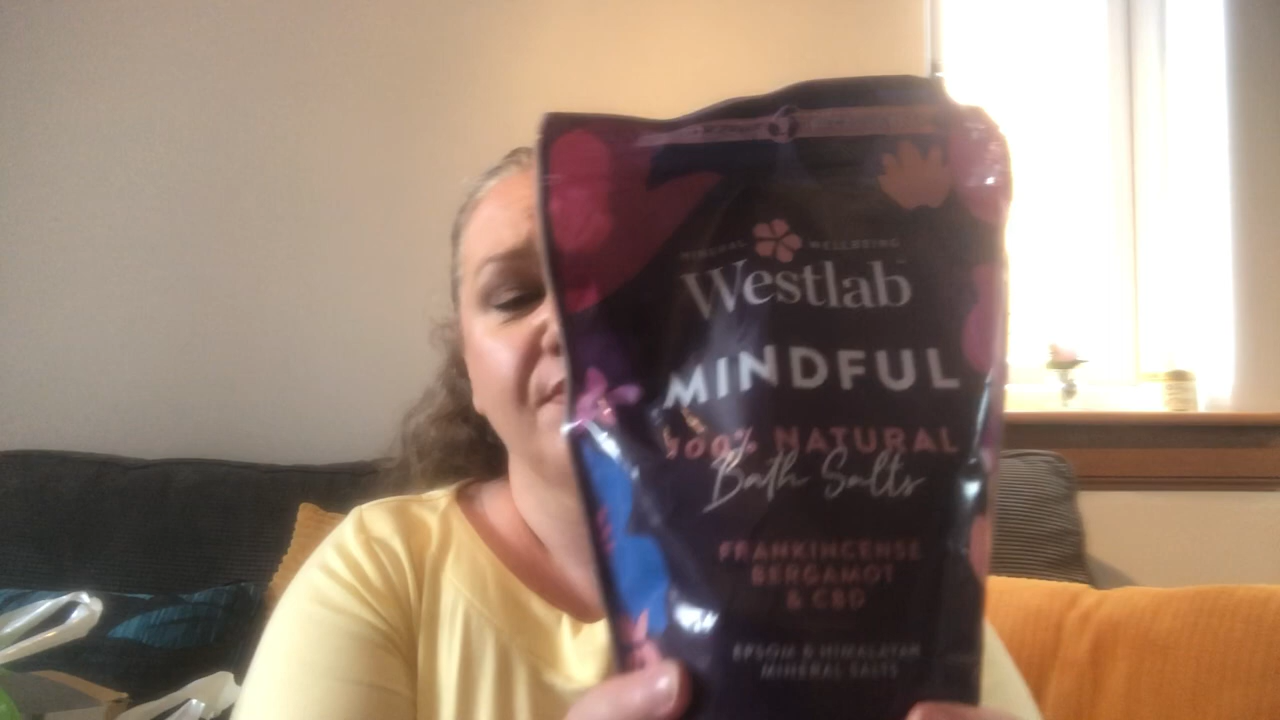 MINERAL WELLBEING
Westlab
MINDFUL
100% NATURAL
Bath Salts
FRANKINCENSE
BERGAMOT
& CBD
EPSOM & HIMALAYAN
MINERAL SALTS